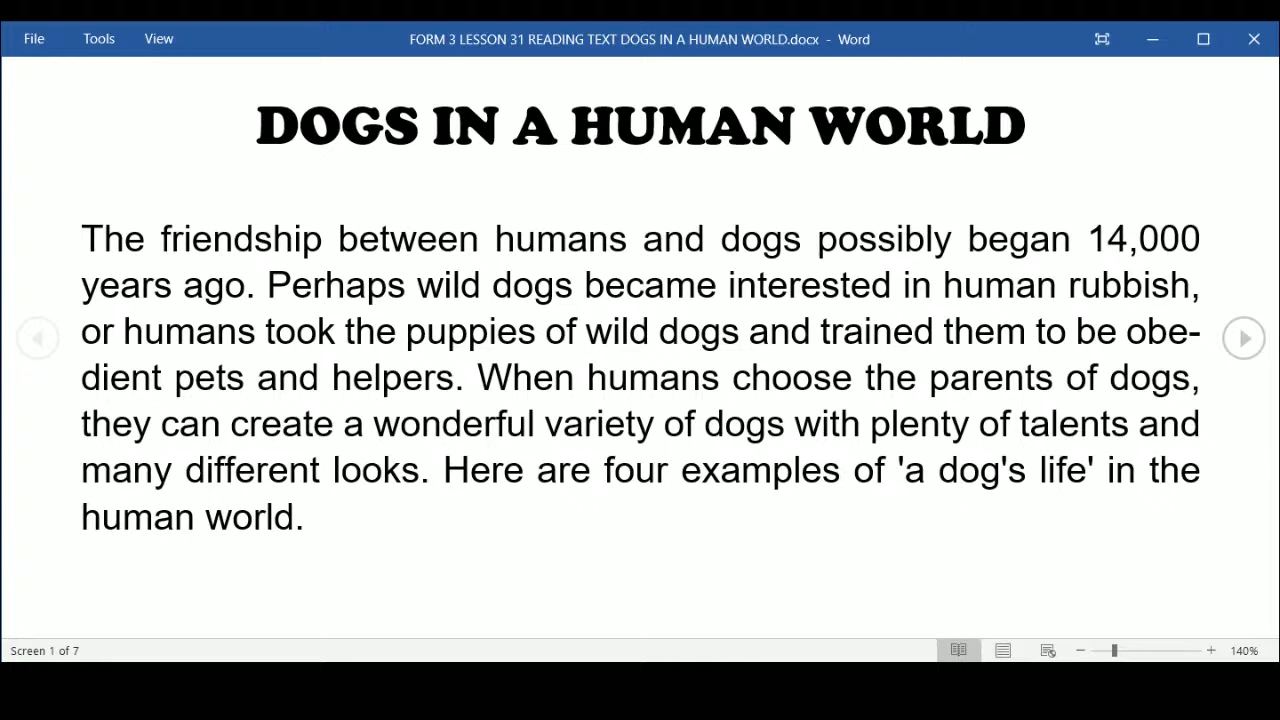 File Tools View FORM 3 LESSON 31 READING TEXT DOGS IN A HUMAN WORLD.docx - Word
DOGS IN A HUMAN WORLD
The friendship between humans and dogs possibly began 14,000
years ago. Perhaps wild dogs became interested in human rubbish,
or humans took the puppies of wild dogs and trained them to be obe-
dient pets and helpers. When humans choose the parents of dogs,
they can create a wonderful variety of dogs with plenty of talents and
many different looks. Here are four examples of 'a dog's life' in the
human world.
Screen 1 of 7 140%